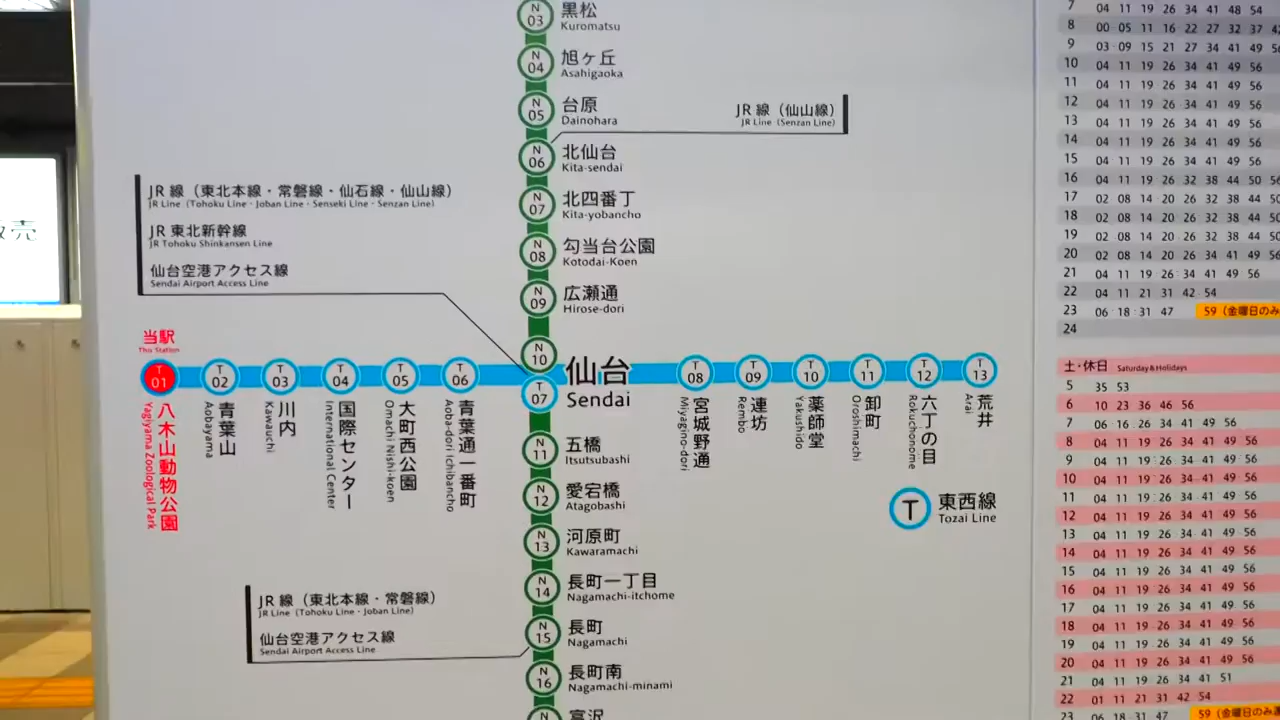 N
03
黒松
Kuromatsu
N
04
旭ヶ丘
Asahigaoka
N
05
台原
Dainohara
JR 線（仙山線）
JR Line（Senzan Line）
N
06
北仙台
Kita-sendai
JR 線（東北本線・常磐線・仙石線・仙山線）
JR Line（Tohoku Line・Joban Line・Senseki Line・Senzan Line）
JR 東北新幹線
JR Tohoku Shinkansen Line
仙台空港アクセス線
Sendai Airport Access Line
N
07
北四番丁
Kita-yobancho
N
08
勾当台公園
Kotodai-Koen
N
09
広瀬通
Hirose-dori
N
10
T
07
仙台
Sendai
当駅
This Station
T
01
八木山動物公園
Yagiyama Zoological Park
T
02
青葉山
Aobayama
T
03
川内
Kawauchi
T
04
国際センター
International Center
T
05
大町西公園
Omachi Nishi-koen
T
06
青葉通一番町
Aoba-dori Ichibancho
T
08
宮城野通
Miyagino-dori
T
09
連坊
Rembo
T
10
薬師堂
Yakushido
T
11
卸町
Oroshimachi
T
12
六丁の目
Rokuchonome
T
13
荒井
Arai
T
東西線
Tozai Line
N
11
五橋
Itsutsubashi
N
12
愛宕橋
Atagobashi
N
13
河原町
Kawaramachi
N
14
長町一丁目
Nagamachi-itchome
JR 線（東北本線・常磐線）
JR Line（Tohoku Line・Joban Line）
仙台空港アクセス線
Sendai Airport Access Line
N
15
長町
Nagamachi
N
16
長町南
Nagamachi-minami
N
富沢
売
7 04 11 19 26 34 41 48 54
8 00 05 11 16 22 27 32 37
9 03 09 15 21 27 34 41 49 56
10 04 11 19 26 34 41 49 56
11 04 11 19 26 34 41 49 56
12 04 11 19 26 34 41 49 56
13 04 11 19 26 34 41 49 56
14 04 11 19 26 34 41 49 56
15 04 11 19 26 34 41 49 56
16 04 11 19 26 32 38 44 50 56
17 02 08 14 20 26 32 38 44 50
18 02 08 14 20 26 32 38 44 50
19 02 08 14 20 26 32 38 44 50
20 02 08 14 20 26 34 41 49 56
21 04 11 19 26 34 41 49 56
22 04 11 21 31 42 54
23 06 18 31 47 59（金曜日のみ
24
土・休日 Saturday & Holidays
5 35 53
6 10 23 36 46 56
7 06 16 26 34 41 49 56
8 04 11 19 26 34 41 49 56
9 04 11 19 26 34 41 49 56
10 04 11 19 26 34 41 49 56
11 04 11 19 26 34 41 49 56
12 04 11 19 26 34 41 49 56
13 04 11 19 26 34 41 49 56
14 04 11 19 26 34 41 49 56
15 04 11 19 26 34 41 49 56
16 04 11 19 26 34 41 49 56
17 04 11 19 26 34 41 49 56
18 04 11 19 26 34 41 49 56
19 04 11 19 26 34 41 49 56
20 04 11 19 26 34 41 49 56
21 04 11 19 26 34 41 51
22 01 11 21 31 42 54
23 06 18 31 47 59（金曜日のみ